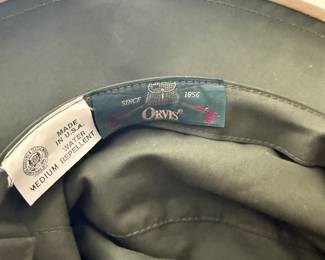 MADE IN
U.S.A.
WATER
REPELLENT
MEDIUM
SINCE 1856
ORVIS